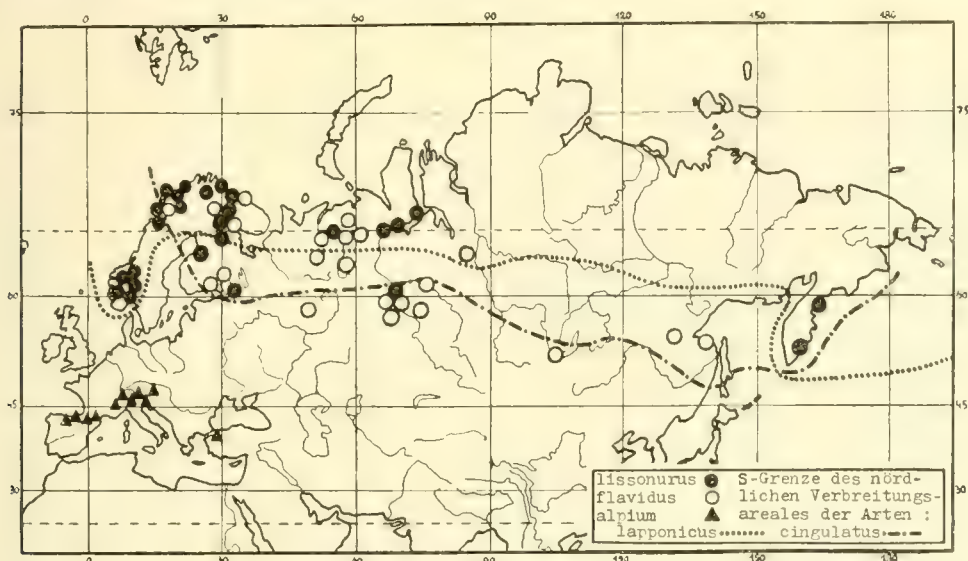 0 30 60 90 120 150 180
75 75
60 60
45 45
30 30
lissonurus ● S-Grenze des nörd-
flavidus ○ lichen Verbreitungs-
alpium ▲ areales der Arten :
lapponicus cingulatus
0 30 60 90 120 150 180